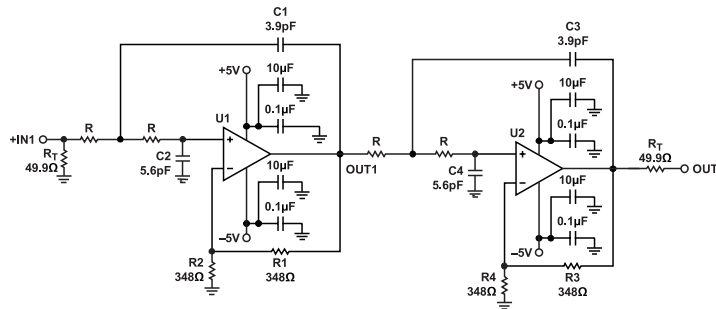 C1
3.9pF
C3
3.9pF
+5V
10µF
0.1µF
U1
+5V
10µF
0.1µF
U2
+IN1
R
R
RT
49.9Ω
C2
5.6pF
+
–
OUT1
R
R
C4
5.6pF
+
–
RT
49.9Ω
OUT
10µF
0.1µF
–5V
10µF
0.1µF
–5V
R2
348Ω
R1
348Ω
R4
348Ω
R3
348Ω